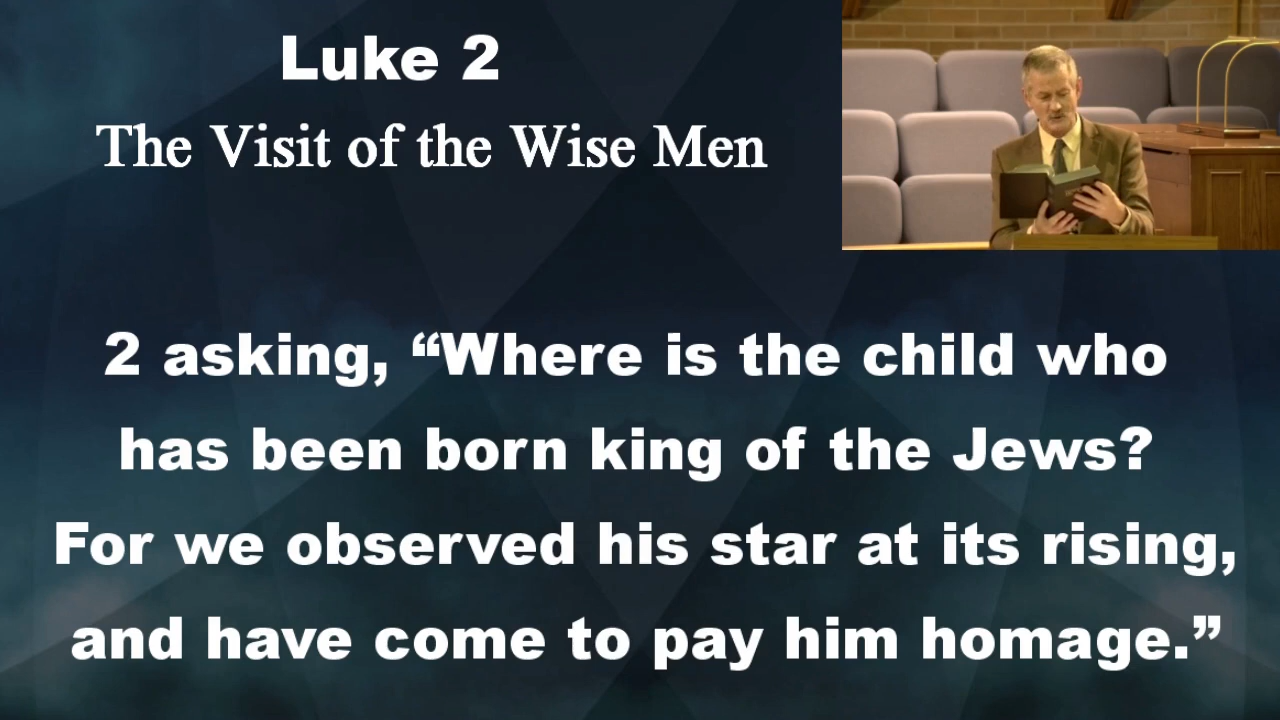 Luke 2
The Visit of the Wise Men
2 asking, “Where is the child who
has been born king of the Jews?
For we observed his star at its rising,
and have come to pay him homage.”